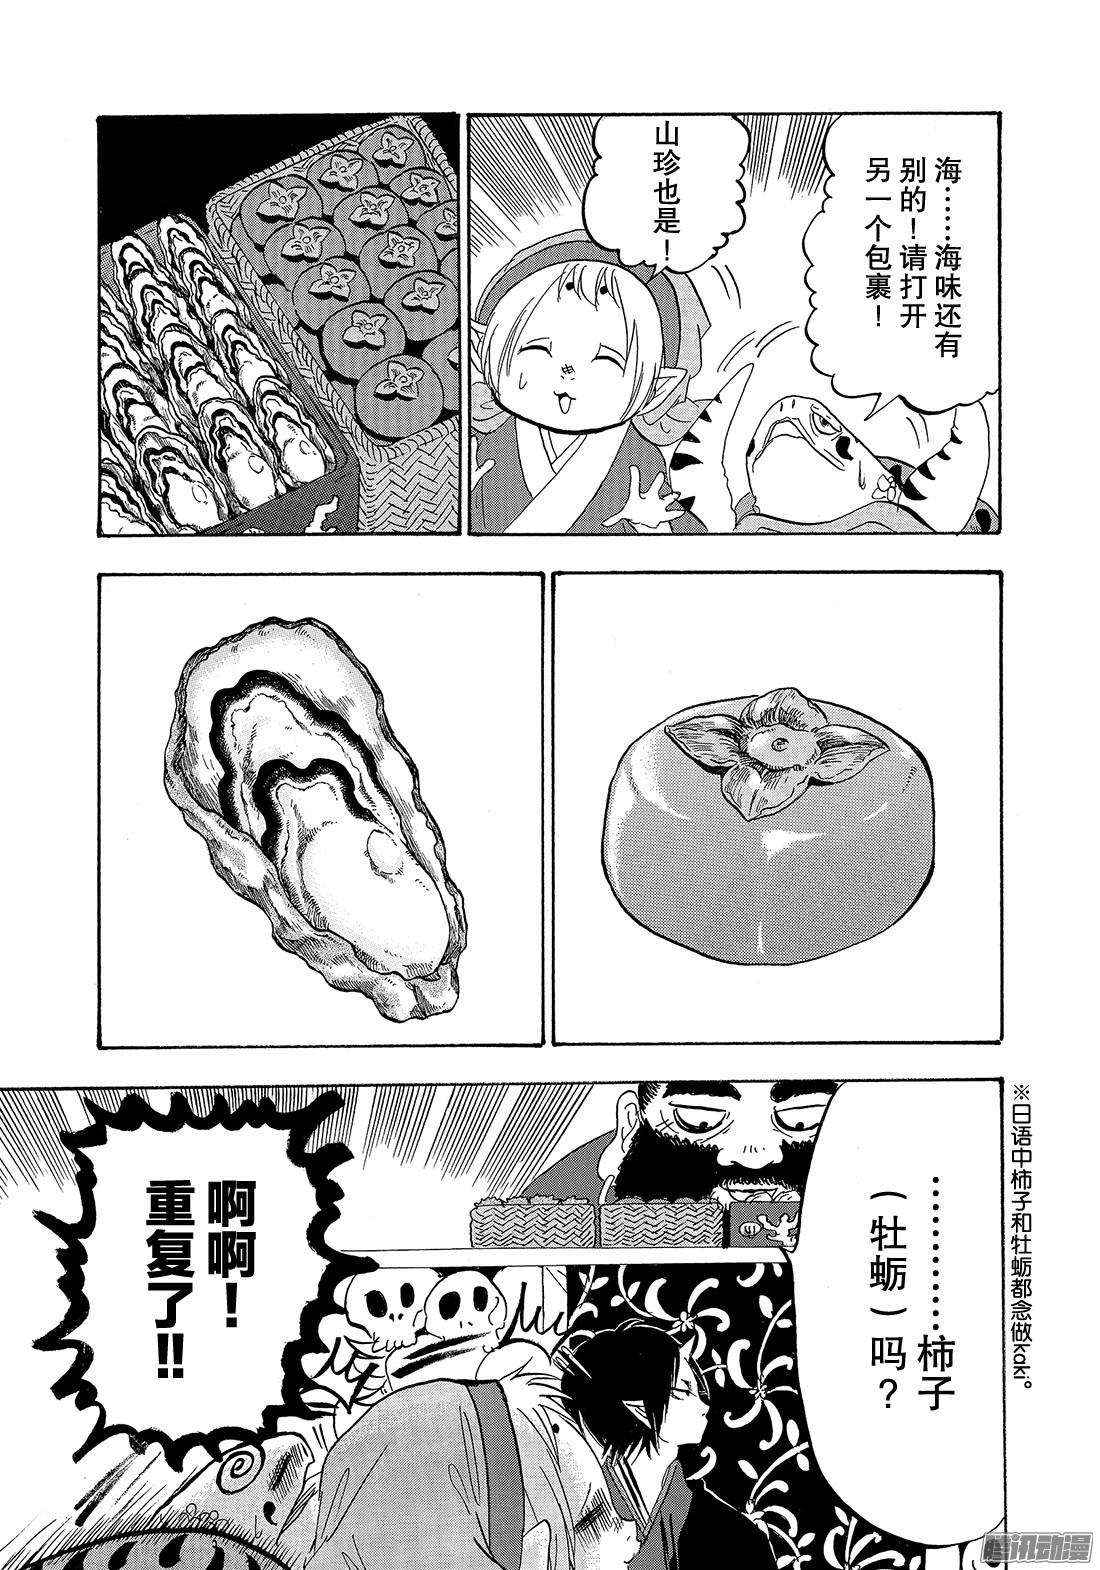 海……海味还有
别的！请打开
另一个包裹！
山珍也是！
…………柿子
(牡蛎)吗？
※日语中柿子和牡蛎都念做kaki。
啊啊！
重复了!!
腾讯动漫